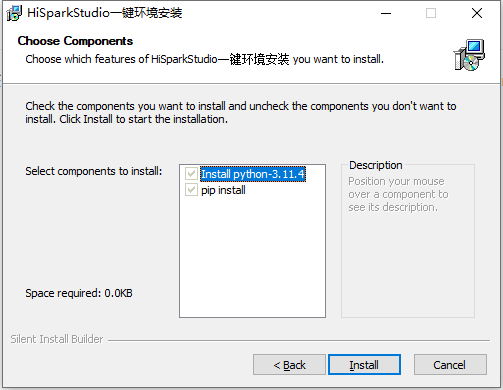 HiSparkStudio一键环境安装
Choose Components
Choose which features of HiSparkStudio一键环境安装 you want to install.
Check the components you want to install and uncheck the components you don't want to
install. Click Install to start the installation.
Select components to install:
Install python-3.11.4
pip install
Description
Position your mouse
over a component to
see its description.
Space required: 0.0KB
Silent Install Builder
< Back
Install
Cancel